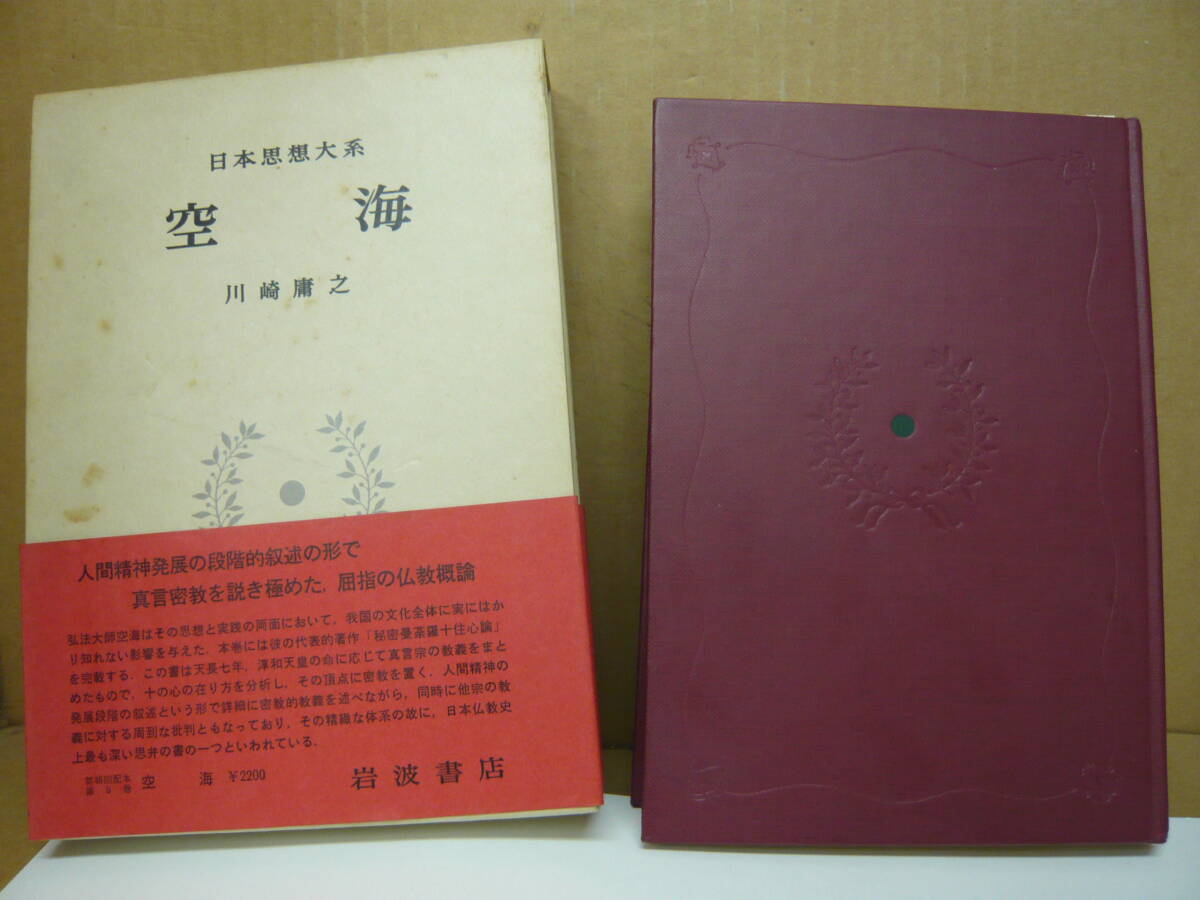 日本思想大系
空海
川崎庸之
人間精神発展の段階的叙述の形で
真言密教を説き極めた，屈指の仏教概論
弘法大師空海はその思想と実践の両面において，我国の文化全体に実にはか
り知れない影響を与えた．本巻には彼の代表的著作「秘密曼荼羅十住心論」
を完載する．この書は天長七年，淳和天皇の命に応じて真言宗の教義をまと
めたもので，十の心の在り方を分析し，その頂点に密教を置く．人間精神の
発展段階の叙述という形で詳細に密教的教義を述べながら，同時に他宗の教
義に対する周到な批判ともなっており，その精緻な体系の故に，日本仏教史
上最も深い思弁の書の一つといわれている．
回配本
第5巻
空海 ￥2200
岩波書店